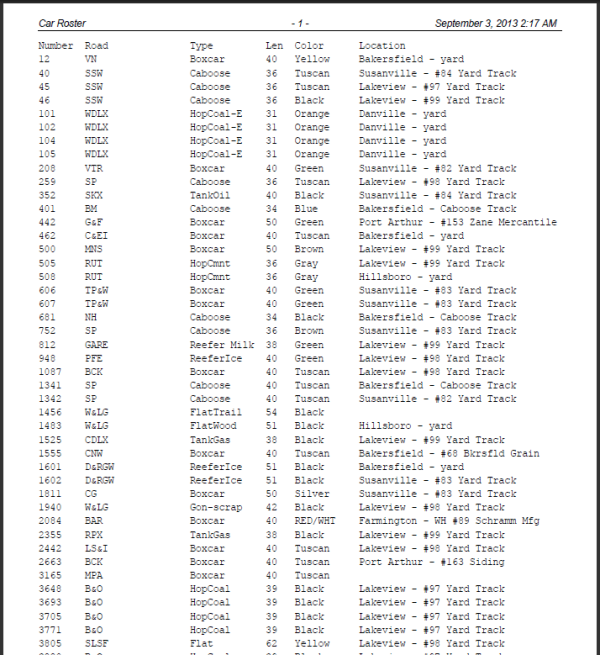 Car Roster - 1 - September 3, 2013 2:17 AM
Number Road Type Len Color Location
12 VN Boxcar 40 Yellow Bakersfield - yard
40 SSW Caboose 36 Tuscan Susanville - #84 Yard Track
45 SSW Caboose 36 Tuscan Lakeview - #97 Yard Track
46 SSW Caboose 36 Black Lakeview - #99 Yard Track
101 WDLX HopCoal-E 31 Orange Danville - yard
102 WDLX HopCoal-E 31 Orange Danville - yard
104 WDLX HopCoal-E 31 Orange Danville - yard
105 WDLX HopCoal-E 31 Orange Danville - yard
208 VTR Boxcar 40 Green Susanville - #82 Yard Track
259 SP Caboose 36 Tuscan Lakeview - #98 Yard Track
352 SKX TankOil 40 Black Susanville - #84 Yard Track
401 BM Caboose 34 Blue Bakersfield - Caboose Track
442 G&F Boxcar 50 Green Port Arthur - #153 Zane Mercantile
462 C&EI Boxcar 40 Tuscan Bakersfield - yard
500 MNS Boxcar 50 Brown Lakeview - #99 Yard Track
505 RUT HopCmnt 36 Gray Lakeview - #99 Yard Track
508 RUT HopCmnt 36 Gray Hillsboro - yard
606 TP&W Boxcar 40 Green Susanville - #83 Yard Track
607 TP&W Boxcar 40 Green Susanville - #83 Yard Track
681 NH Caboose 34 Black Bakersfield - Caboose Track
752 SP Caboose 36 Brown Susanville - #83 Yard Track
812 GARE Reefer Milk 38 Green Lakeview - #99 Yard Track
948 PFE ReeferIce 40 Green Lakeview - #98 Yard Track
1087 BCK Boxcar 40 Tuscan Lakeview - #98 Yard Track
1341 SP Caboose 40 Tuscan Bakersfield - Caboose Track
1342 SP Caboose 40 Tuscan Susanville - #82 Yard Track
1456 W&LG FlatTrail 54 Black
1483 W&LG FlatWood 51 Black Hillsboro - yard
1525 CDLX TankGas 38 Black Lakeview - #99 Yard Track
1555 CNW Boxcar 40 Tuscan Bakersfield - #68 Bkrsfld Grain
1601 D&RGW ReeferIce 51 Black Bakersfield - yard
1602 D&RGW ReeferIce 51 Black Susanville - #83 Yard Track
1811 CG Boxcar 50 Silver Susanville - #83 Yard Track
1940 W&LG Gon-scrap 42 Black Lakeview - #98 Yard Track
2084 BAR Boxcar 40 RED/WHT Farmington - WH #89 Schramm Mfg
2355 RPX TankGas 38 Black Lakeview - #99 Yard Track
2442 LS&I Boxcar 40 Tuscan Lakeview - #98 Yard Track
2663 BCK Boxcar 40 Tuscan Port Arthur - #163 Siding
3165 MPA Boxcar 40 Tuscan
3648 B&O HopCoal 39 Black Lakeview - #97 Yard Track
3693 B&O HopCoal 39 Black Lakeview - #97 Yard Track
3705 B&O HopCoal 39 Black Lakeview - #97 Yard Track
3771 B&O HopCoal 39 Black Lakeview - #97 Yard Track
3805 SLSF Flat 62 Yellow Lakeview - #98 Yard Track